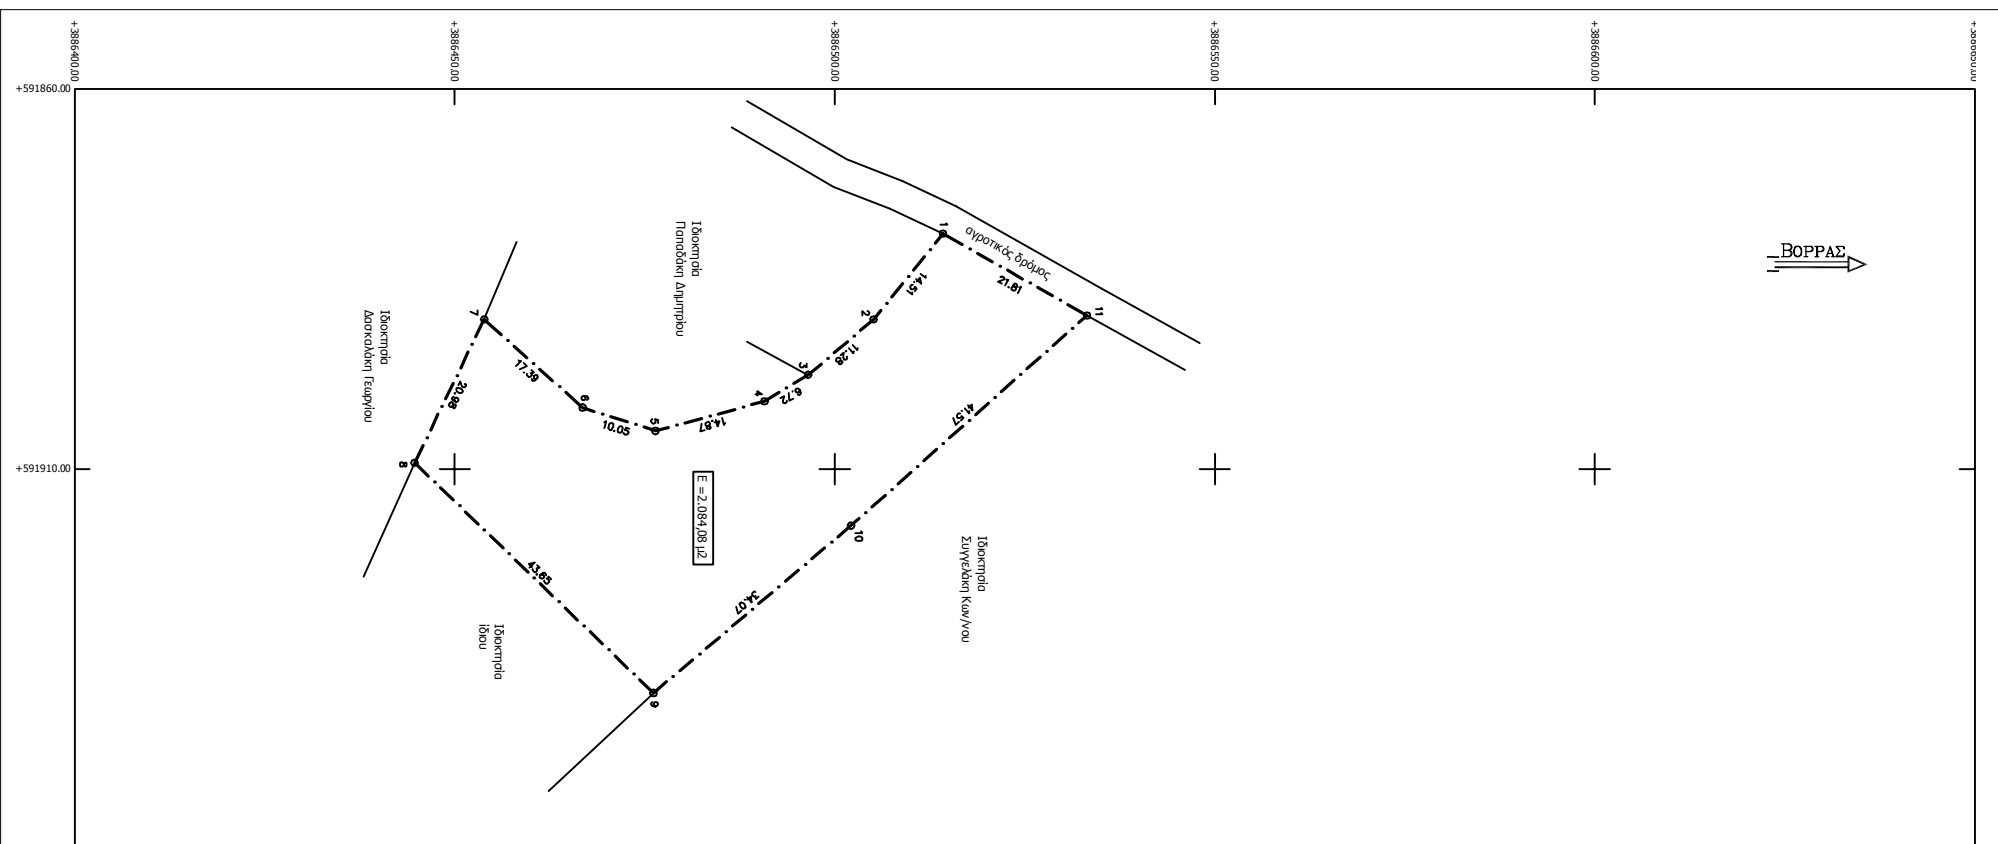 +3886400.00
+3886450.00
+3886500.00
+3886550.00
+3886600.00
+591860.00
+591910.00
ΒΟΡΡΑΣ
αγροτικός δρόμος
Ιδιοκτησία
Παπαδάκη Δημητρίου
Ιδιοκτησία
Δασκαλάκη Γεωργίου
Ιδιοκτησία
Συγγελάκη Κων/νου
Ιδιοκτησία
ίδιου
E =2.084,08 μ2
1
14.51
2
11.28
3
6.72
4
14.87
5
10.05
6
17.39
7
20.98
8
43.65
9
34.07
10
41.57
11
21.81